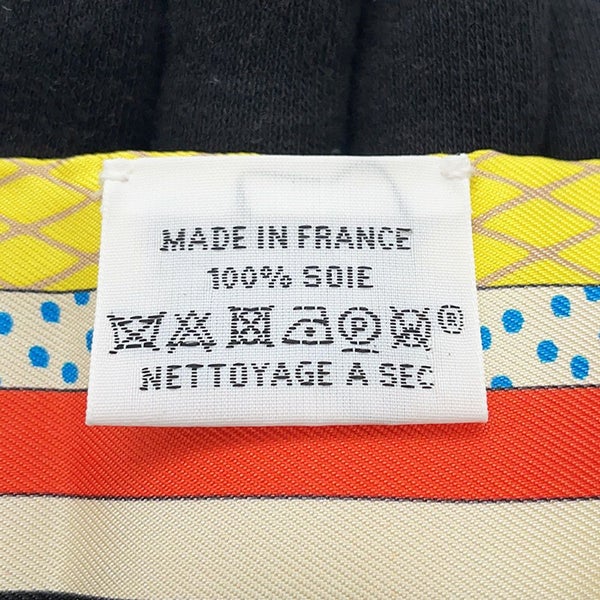 MADE IN FRANCE
100% SOIE
P ®
NETTOYAGE A SEC